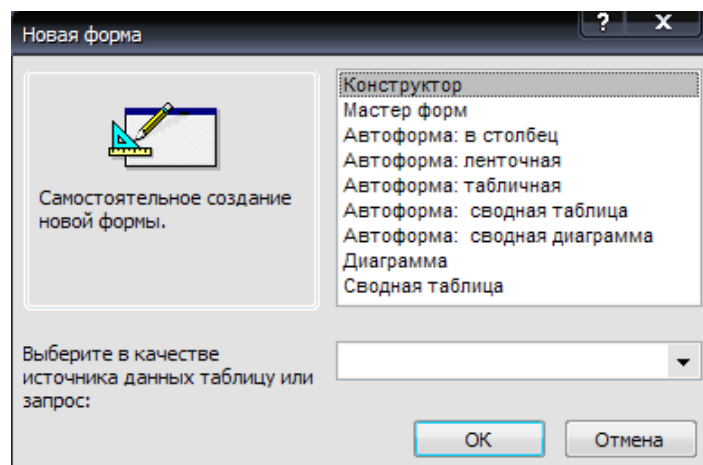 Новая форма
? X
Конструктор
Мастер форм
Автоформа: в столбец
Автоформа: ленточная
Автоформа: табличная
Автоформа:  сводная таблица
Автоформа:  сводная диаграмма
Диаграмма
Сводная таблица
Самостоятельное создание
новой формы.
Выберите в качестве
источника данных таблицу или
запрос:
ОК
Отмена